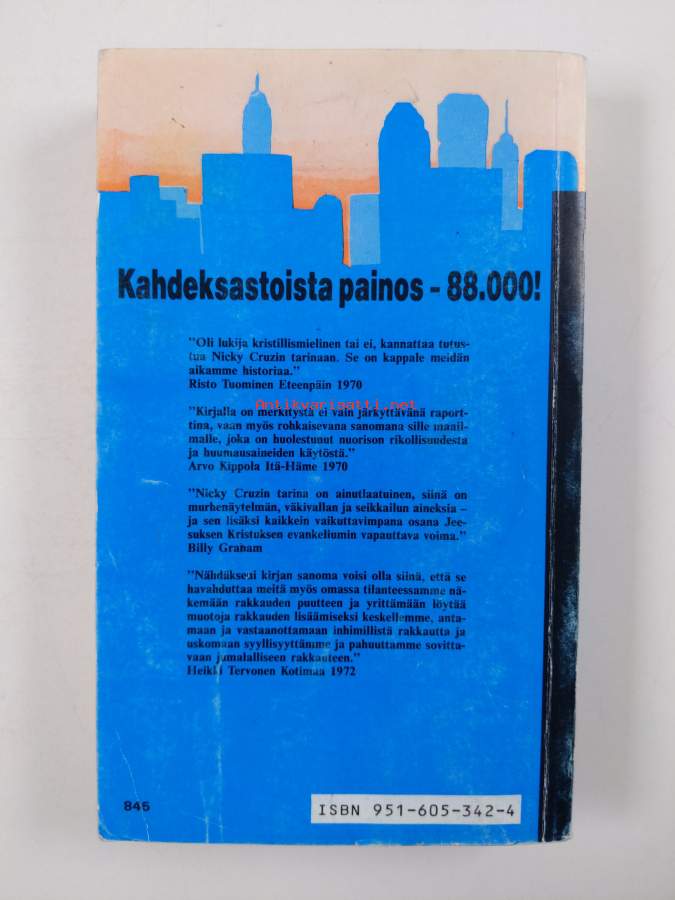 Kahdeksastoista painos - 88.000!
"Oli lukija kristillismielinen tai ei, kannattaa tutus-
tua Nicky Cruzin tarinaan. Se on kappale meidän
aikamme historiaa."
Risto Tuominen Eteenpäin 1970
Antikvariaatti.net
"Kirjalla on merkitystä ei vain järkyttävänä raport-
tina, vaan myös rohkaisevana sanomana sille maail-
malle, joka on huolestunut nuorison rikollisuudesta
ja huumausaineiden käytöstä."
Arvo Kippola Itä-Häme 1970
"Nicky Cruzin tarina on ainutlaatuinen, siinä on
murhenäytelmän, väkivallan ja seikkailun aineksia –
ja sen lisäksi kaikkein vaikuttavimpana osana Jee-
suksen Kristuksen evankeliumin vapauttava voima."
Billy Graham
"Nähdäkseni kirjan sanoma voisi olla siinä, että se
havahduttaa meitä myös omassa tilanteessamme nä-
kemään rakkauden puutteen ja yrittämään löytää
muotoja rakkauden lisäämiseksi keskellemme, anta-
maan ja vastaanottamaan inhimillistä rakkautta ja
uskomaan syyllisyyttämme ja pahuuttamme sovitta-
vaan jumalalliseen rakkauteen."
Heikki Tervonen Kotimaa 1972
845
ISBN 951-605-342-4